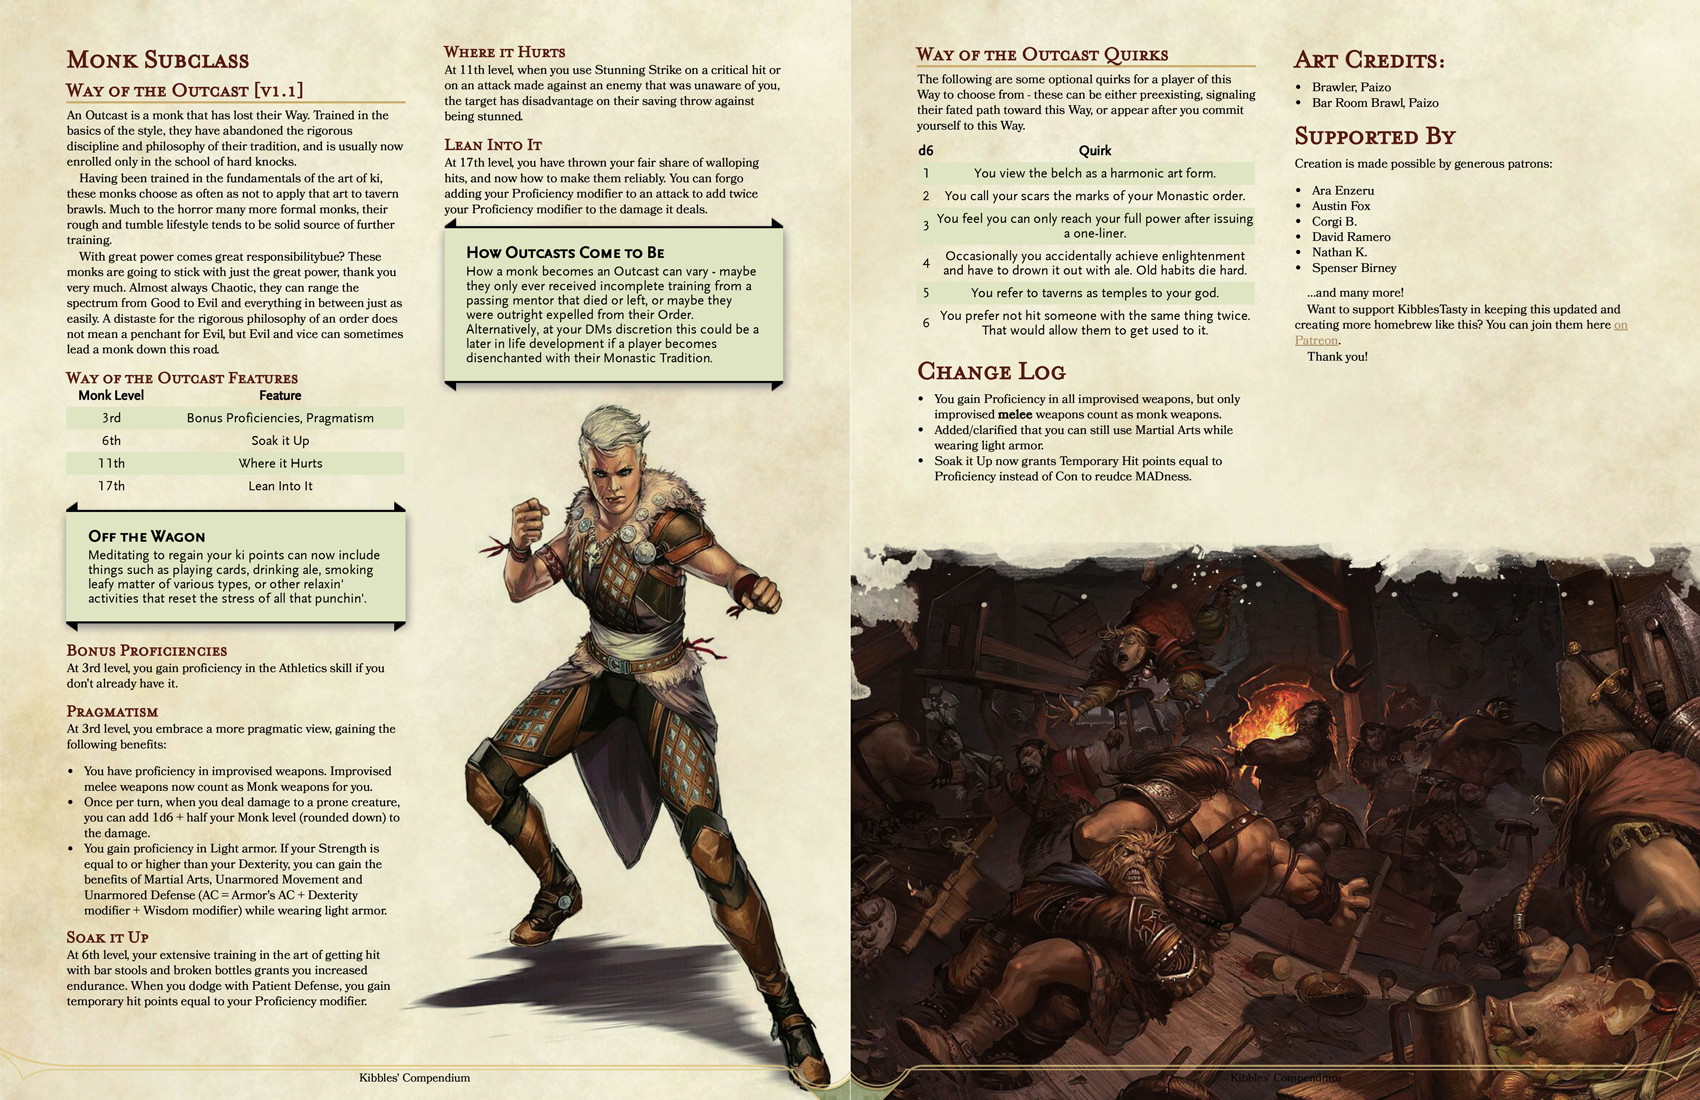 Monk Subclass
Way of the Outcast [v1.1]
An Outcast is a monk that has lost their Way. Trained in the
basics of the style, they have abandoned the rigorous
discipline and philosophy of their tradition, and is usually now
enrolled only in the school of hard knocks.
Having been trained in the fundamentals of the art of ki,
these monks choose as often as not to apply that art to tavern
brawls. Much to the horror many more formal monks, their
rough and tumble lifestyle tends to be solid source of further
training.
With great power comes great responsibilitybue? These
monks are going to stick with just the great power, thank you
very much. Almost always Chaotic, they can range the
spectrum from Good to Evil and everything in between just as
easily. A distaste for the rigorous philosophy of an order does
not mean a penchant for Evil, but Evil and vice can sometimes
lead a monk down this road.
Way of the Outcast Features
Monk Level Feature
3rd Bonus Proficiencies, Pragmatism
6th Soak it Up
11th Where it Hurts
17th Lean Into It
Off the Wagon
Meditating to regain your ki points can now include
things such as playing cards, drinking ale, smoking
leafy matter of various types, or other relaxin'
activities that reset the stress of all that punchin'.
Bonus Proficiencies
At 3rd level, you gain proficiency in the Athletics skill if you
don't already have it.
Pragmatism
At 3rd level, you embrace a more pragmatic view, gaining the
following benefits:
• You have proficiency in improvised weapons. Improvised
melee weapons now count as Monk weapons for you.
• Once per turn, when you deal damage to a prone creature,
you can add 1d6 + half your Monk level (rounded down) to
the damage.
• You gain proficiency in Light armor. If your Strength is
equal to or higher than your Dexterity, you can gain the
benefits of Martial Arts, Unarmored Movement and
Unarmored Defense (AC = Armor's AC + Dexterity
modifier + Wisdom modifier) while wearing light armor.
Soak it Up
At 6th level, your extensive training in the art of getting hit
with bar stools and broken bottles grants you increased
endurance. When you dodge with Patient Defense, you gain
temporary hit points equal to your Proficiency modifier.
Where it Hurts
At 11th level, when you use Stunning Strike on a critical hit or
on an attack made against an enemy that was unaware of you,
the target has disadvantage on their saving throw against
being stunned.
Lean Into It
At 17th level, you have thrown your fair share of walloping
hits, and now how to make them reliably. You can forgo
adding your Proficiency modifier to an attack to add twice
your Proficiency modifier to the damage it deals.
How Outcasts Come to Be
How a monk becomes an Outcast can vary - maybe
they only ever received incomplete training from a
passing mentor that died or left, or maybe they
were outright expelled from their Order.
Alternatively, at your DMs discretion this could be a
later in life development if a player becomes
disenchanted with their Monastic Tradition.
Kibbles' Compendium
Way of the Outcast Quirks
The following are some optional quirks for a player of this
Way to choose from - these can be either preexisting, signaling
their fated path toward this Way, or appear after you commit
yourself to this Way.
d6 Quirk
1 You view the belch as a harmonic art form.
2 You call your scars the marks of your Monastic order.
3 You feel you can only reach your full power after issuing
a one-liner.
4 Occasionally you accidentally achieve enlightenment
and have to drown it out with ale. Old habits die hard.
5 You refer to taverns as temples to your god.
6 You prefer not hit someone with the same thing twice.
That would allow them to get used to it.
Change Log
• You gain Proficiency in all improvised weapons, but only
improvised melee weapons count as monk weapons.
• Added/clarified that you can still use Martial Arts while
wearing light armor.
• Soak it Up now grants Temporary Hit points equal to
Proficiency instead of Con to reudce MADness.
Art Credits:
• Brawler, Paizo
• Bar Room Brawl, Paizo
Supported By
Creation is made possible by generous patrons:
• Ara Enzeru
• Austin Fox
• Corgi B.
• David Ramero
• Nathan K.
• Spenser Birney
...and many more!
Want to support KibblesTasty in keeping this updated and
creating more homebrew like this? You can join them here on
Patreon.
Thank you!
Kibbles' Compendium